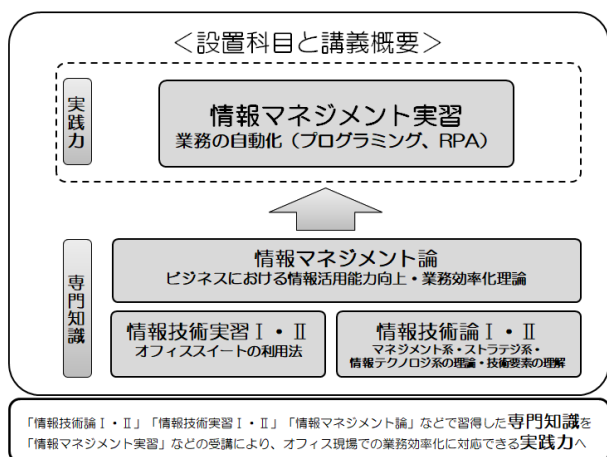 ＜設置科目と講義概要＞
実践力
情報マネジメント実習
業務の自動化（プログラミング、RPA）
専門知識
情報マネジメント論
ビジネスにおける情報活用能力向上・業務効率化理論
情報技術実習Ⅰ・Ⅱ
オフィススイートの利用法
情報技術論Ⅰ・Ⅱ
マネジメント系・ストラテジ系・
情報テクノロジ系の理論・技術要素の理解
「情報技術論Ⅰ・Ⅱ」「情報技術実習Ⅰ・Ⅱ」「情報マネジメント論」などで習得した専門知識を
「情報マネジメント実習」などの受講により、オフィス現場での業務効率化に対応できる実践力へ